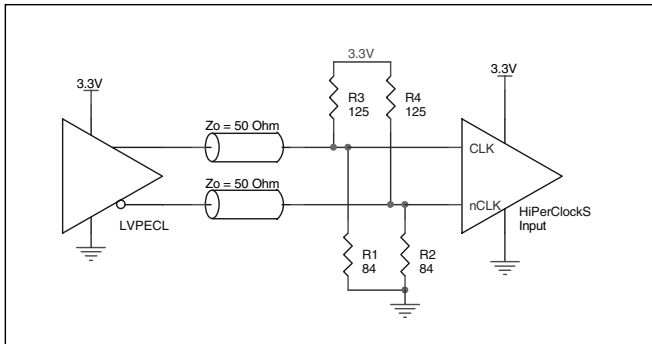 3.3V
3.3V
3.3V
R3
125
R4
125
Zo = 50 Ohm
CLK
Zo = 50 Ohm
nCLK
LVPECL
HiPerClockS
Input
R1
84
R2
84